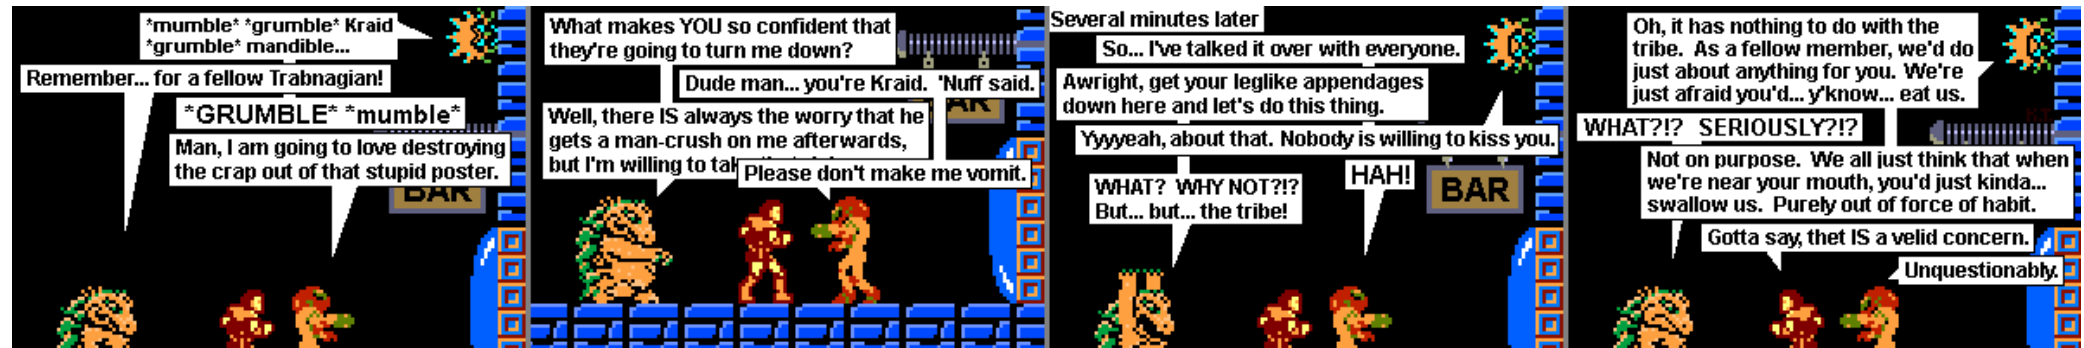 *mumble* *grumble* Kraid
*grumble* mandible...
Remember... for a fellow Trabnagian!
*GRUMBLE* *mumble*
Man, I am going to love destroying
the crap out of that stupid poster.
BAR
What makes YOU so confident that
they're going to turn me down?
Dude man... you're Kraid. 'Nuff said.
Well, there IS always the worry that he
gets a man-crush on me afterwards,
but I'm willing to
Please don't make me vomit.
BAR
Several minutes later
So... I've talked it over with everyone.
Awright, get your leglike appendages
down here and let's do this thing.
Yyyyeah, about that. Nobody is willing to kiss you.
WHAT? WHY NOT?!?
But... but... the tribe!
HAH!
BAR
Oh, it has nothing to do with the
tribe. As a fellow member, we'd do
just about anything for you. We're
just afraid you'd... y'know... eat us.
WHAT?!? SERIOUSLY?!?
Not on purpose. We all just think that when
we're near your mouth, you'd just kinda...
swallow us. Purely out of force of habit.
Gotta say, thet IS a velid concern.
Unquestionably.